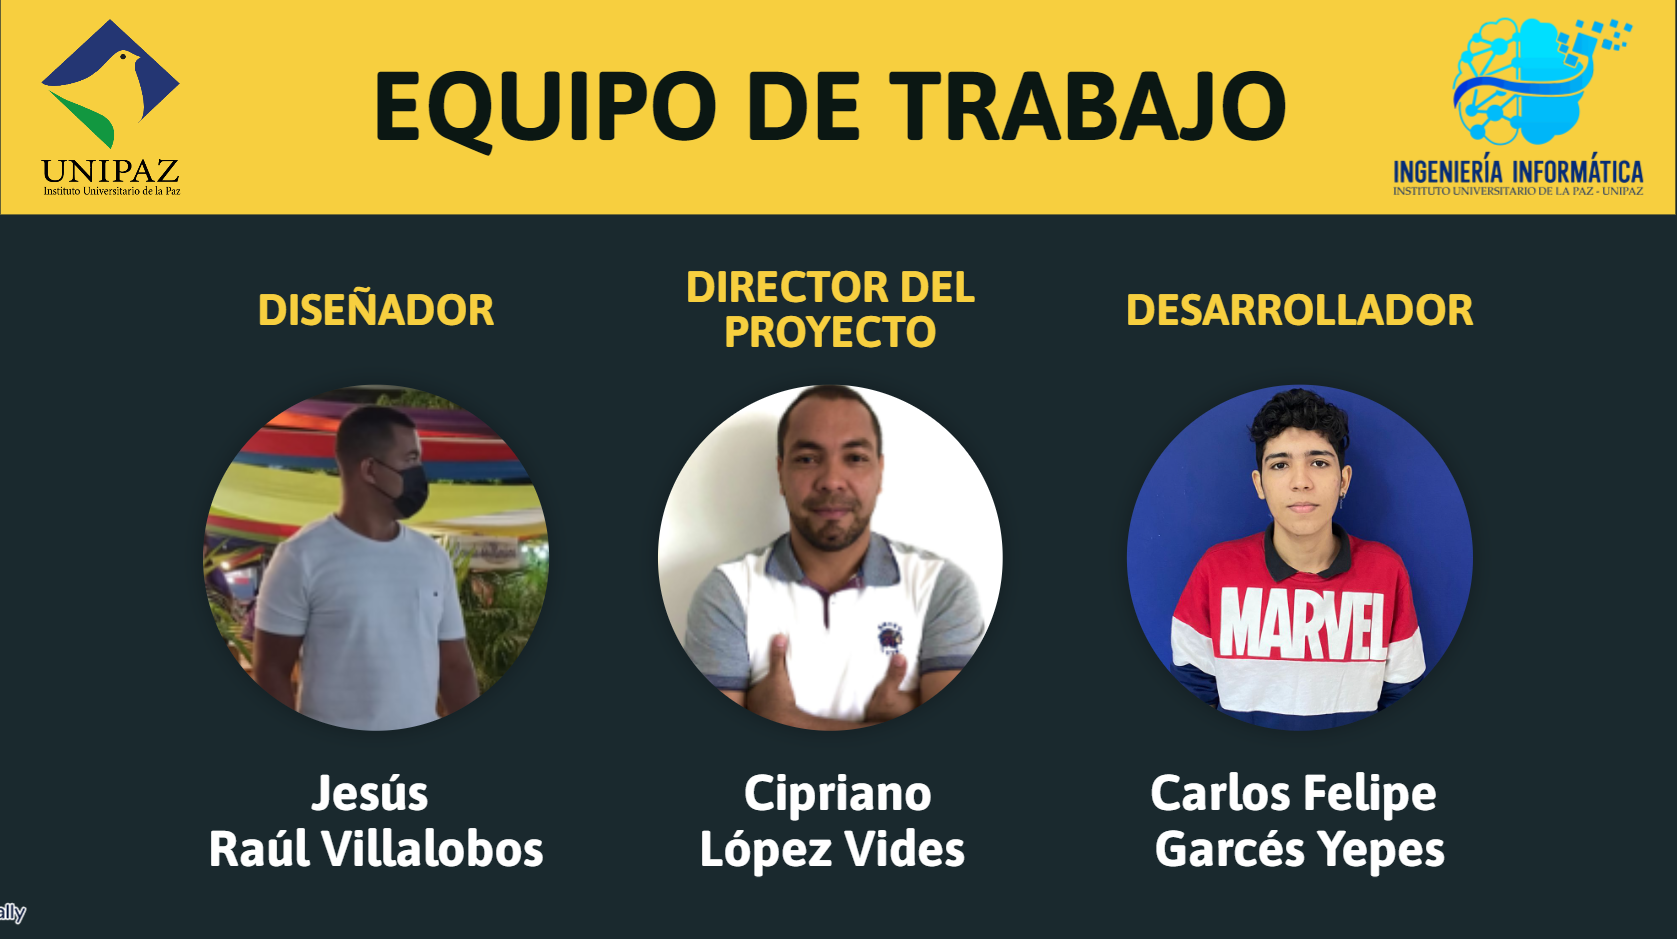 UNIPAZ
Instituto Universitario de la Paz
EQUIPO DE TRABAJO
INGENIERÍA INFORMÁTICA
INSTITUTO UNIVERSITARIO DE LA PAZ - UNIPAZ
DISEÑADOR
DIRECTOR DEL
PROYECTO
DESARROLLADOR
MARVEL
Jesús
Raúl Villalobos
Cipriano
López Vides
Carlos Felipe
Garcés Yepes
ally